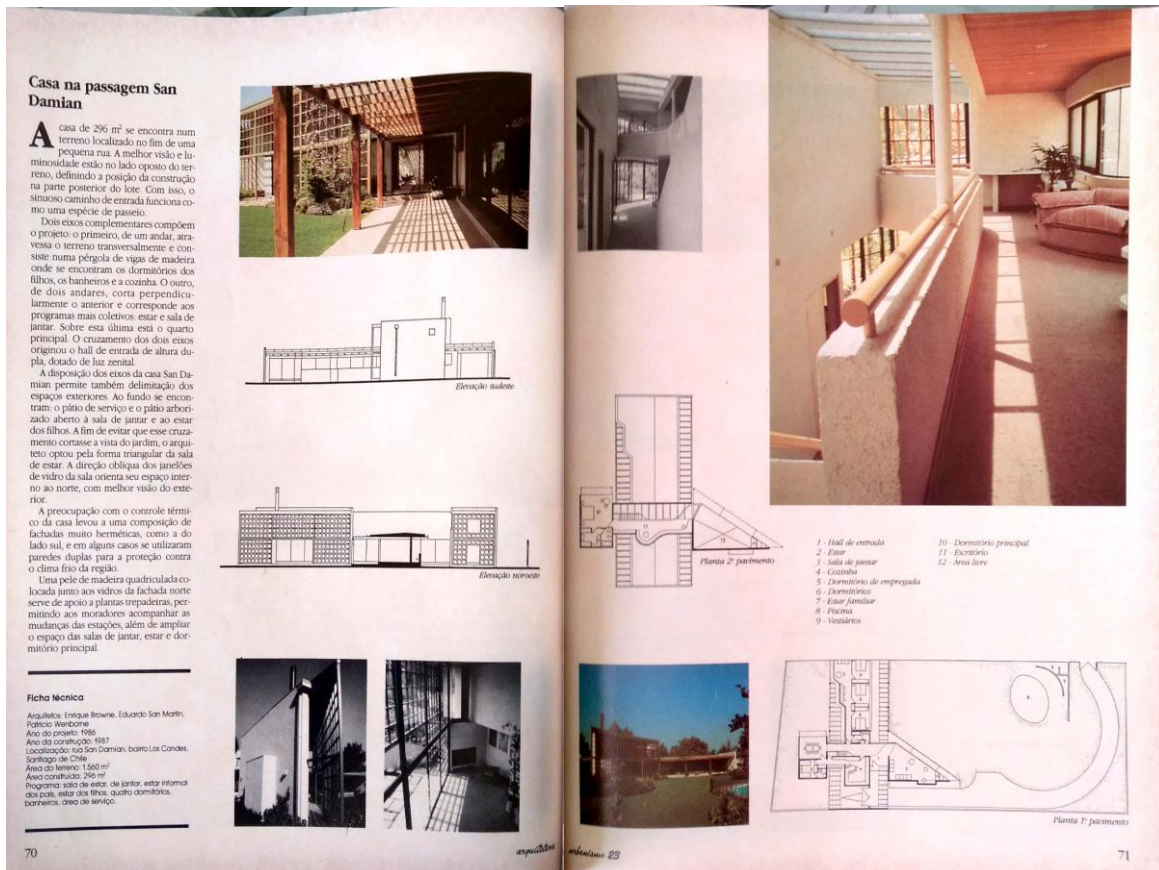 Casa na passagem San
Damian
A casa de 296 m² se encontra num
terreno localizado no fim de uma
pequena rua. A melhor visão e lu-
minosidade estão no lado oposto do ter-
reno, definindo a posição da construção
na parte posterior do lote. Com isso, o
sinuoso caminho de entrada funciona co-
mo uma espécie de passeio.
Dois eixos complementares compõem
o projeto: o primeiro, de um andar, atra-
vessa o terreno transversalmente e con-
siste numa pérgola de vigas de madeira
onde se encontram os dormitórios dos
filhos, os banheiros e a cozinha. O outro,
de dois andares, corta perpendicu-
larmente o anterior e corresponde aos
programas mais coletivos: estar e sala de
jantar. Sobre esta última está o quarto
principal. O cruzamento dos dois eixos
originou o hall de entrada de altura du-
pla, dotado de luz zenital.
A disposição dos eixos da casa San Da-
mian permite também delimitação dos
espaços exteriores. Ao fundo se encon-
tram: o pátio de serviço e o pátio arbori-
zado aberto à sala de jantar e ao estar
dos filhos. A fim de evitar que esse cruza-
mento cortasse a vista do jardim, o arqui-
teto optou pela forma triangular da sala
de estar. A direção oblíqua dos janelões
de vidro da sala orienta seu espaço inter-
no ao norte, com melhor visão do exte-
rior.
A preocupação com o controle térmi-
co da casa levou a uma composição de
fachadas muito herméticas, como a do
lado sul, e em alguns casos se utilizaram
paredes duplas para a proteção contra
o clima frio da região.
Uma pele de madeira quadriculada co-
locada junto aos vidros da fachada norte
serve de apoio a plantas trepadeiras, per-
mitindo aos moradores acompanhar as
mudanças das estações, além de ampliar
o espaço das salas de jantar, estar e dor-
mitório principal.
Ficha técnica
Arquitetos: Enrique Browne, Eduardo San Martin,
Patricio Wenborne
Ano do projeto: 1986
Ano da construção: 1987
Localização: rua San Damian, bairro Los Condes,
Santiago de Chile
Área do terreno: 1.560 m²
Área construída: 296 m²
Programa: sala de estar, de jantar, estar informal
dos pais, estar dos filhos, quatro dormitórios,
banheiros, área de serviço.
70
arquitetura
Elevação sudeste
Elevação noroeste
Planta 2º pavimento
1 - Hall de entrada
2 - Estar
3 - Sala de jantar
4 - Cozinha
5 - Dormitório de empregada
6 - Dormitórios
7 - Estar familiar
8 - Piscina
9 - Vestiários
10 - Dormitório principal
11 - Escritório
12 - Área livre
Planta 1º pavimento
urbanismo 23
71